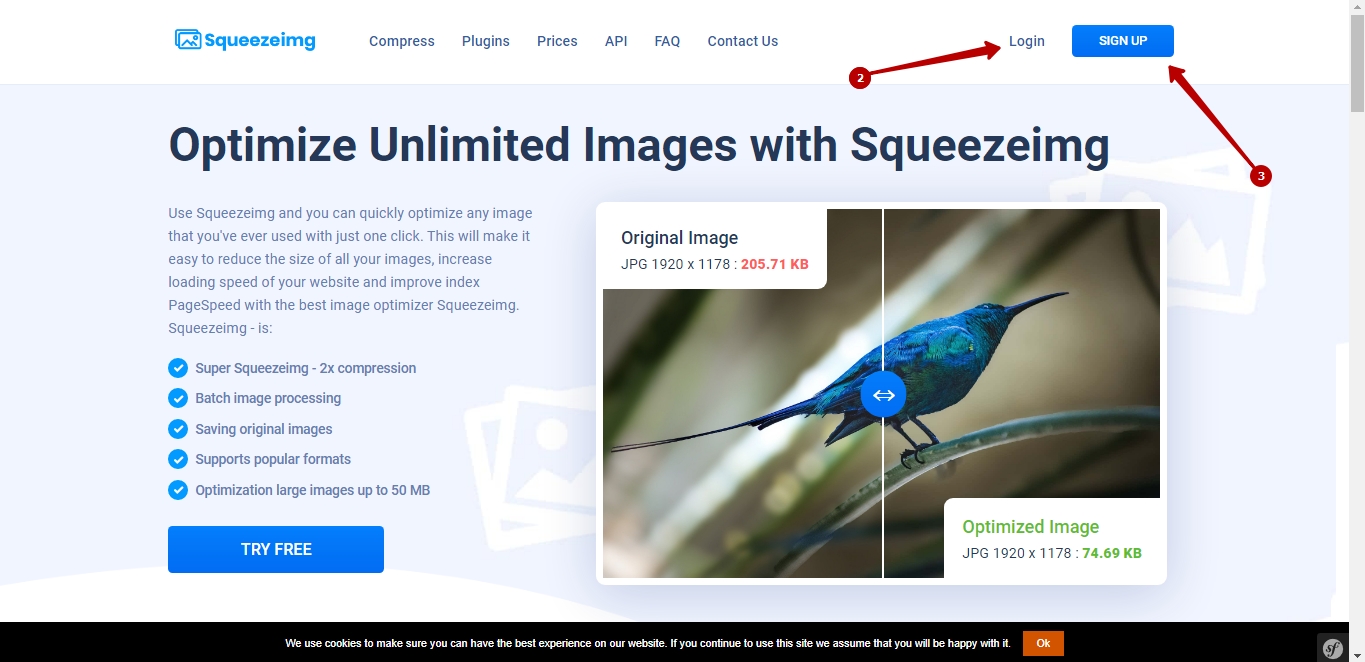 Squeezeimg
Compress
Plugins
Prices
API
FAQ
Contact Us
Login
SIGN UP
2
3
Optimize Unlimited Images with Squeezeimg
Use Squeezeimg and you can quickly optimize any image
that you've ever used with just one click. This will make it
easy to reduce the size of all your images, increase
loading speed of your website and improve index
PageSpeed with the best image optimizer Squeezeimg.
Squeezeimg - is:
Super Squeezeimg - 2x compression
Batch image processing
Saving original images
Supports popular formats
Optimization large images up to 50 MB
TRY FREE
Original Image
JPG 1920 x 1178 : 205.71 KB
Optimized Image
JPG 1920 x 1178 : 74.69 KB
We use cookies to make sure you can have the best experience on our website. If you continue to use this site we assume that you will be happy with it.
Ok
sf